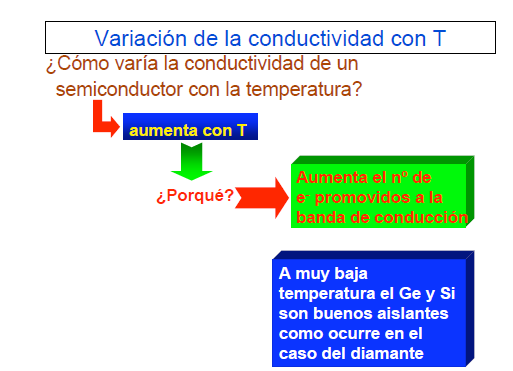 Variación de la conductividad con T
¿Cómo varía la conductividad de un
semiconductor con la temperatura?
aumenta con T
¿Porqué?
Aumenta el nº de
e- promovidos a la
banda de conducción
A muy baja
temperatura el Ge y Si
son buenos aislantes
como ocurre en el
caso del diamante